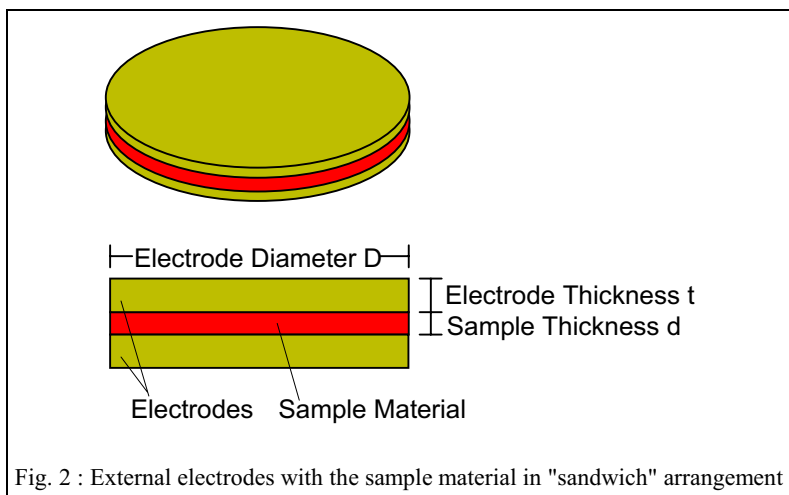 Electrode Diameter D
Electrode Thickness t
Sample Thickness d
Electrodes
Sample Material
Fig. 2 : External electrodes with the sample material in "sandwich" arrangement